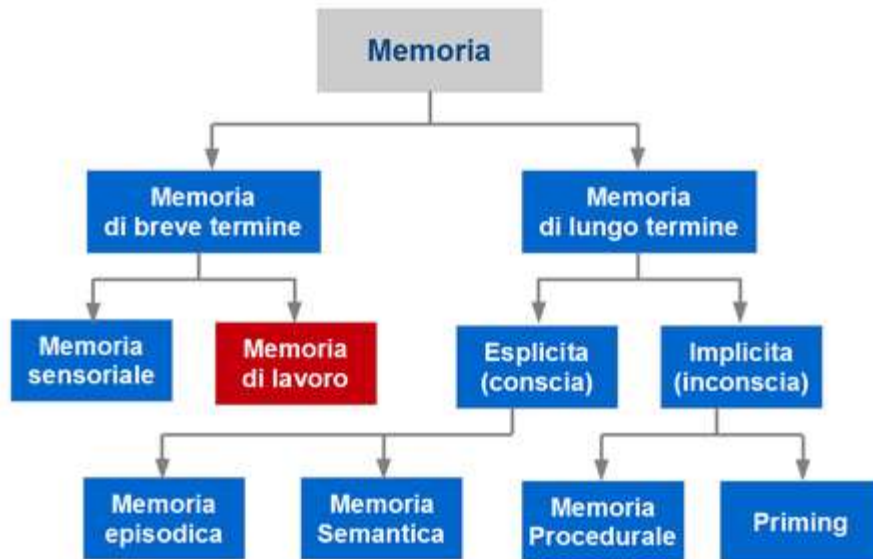 Memoria
Memoria
di breve termine
Memoria
di lungo termine
Memoria
sensoriale
Memoria
di lavoro
Esplicita
(conscia)
Implicita
(inconscia)
Memoria
episodica
Memoria
Semantica
Memoria
Procedurale
Priming